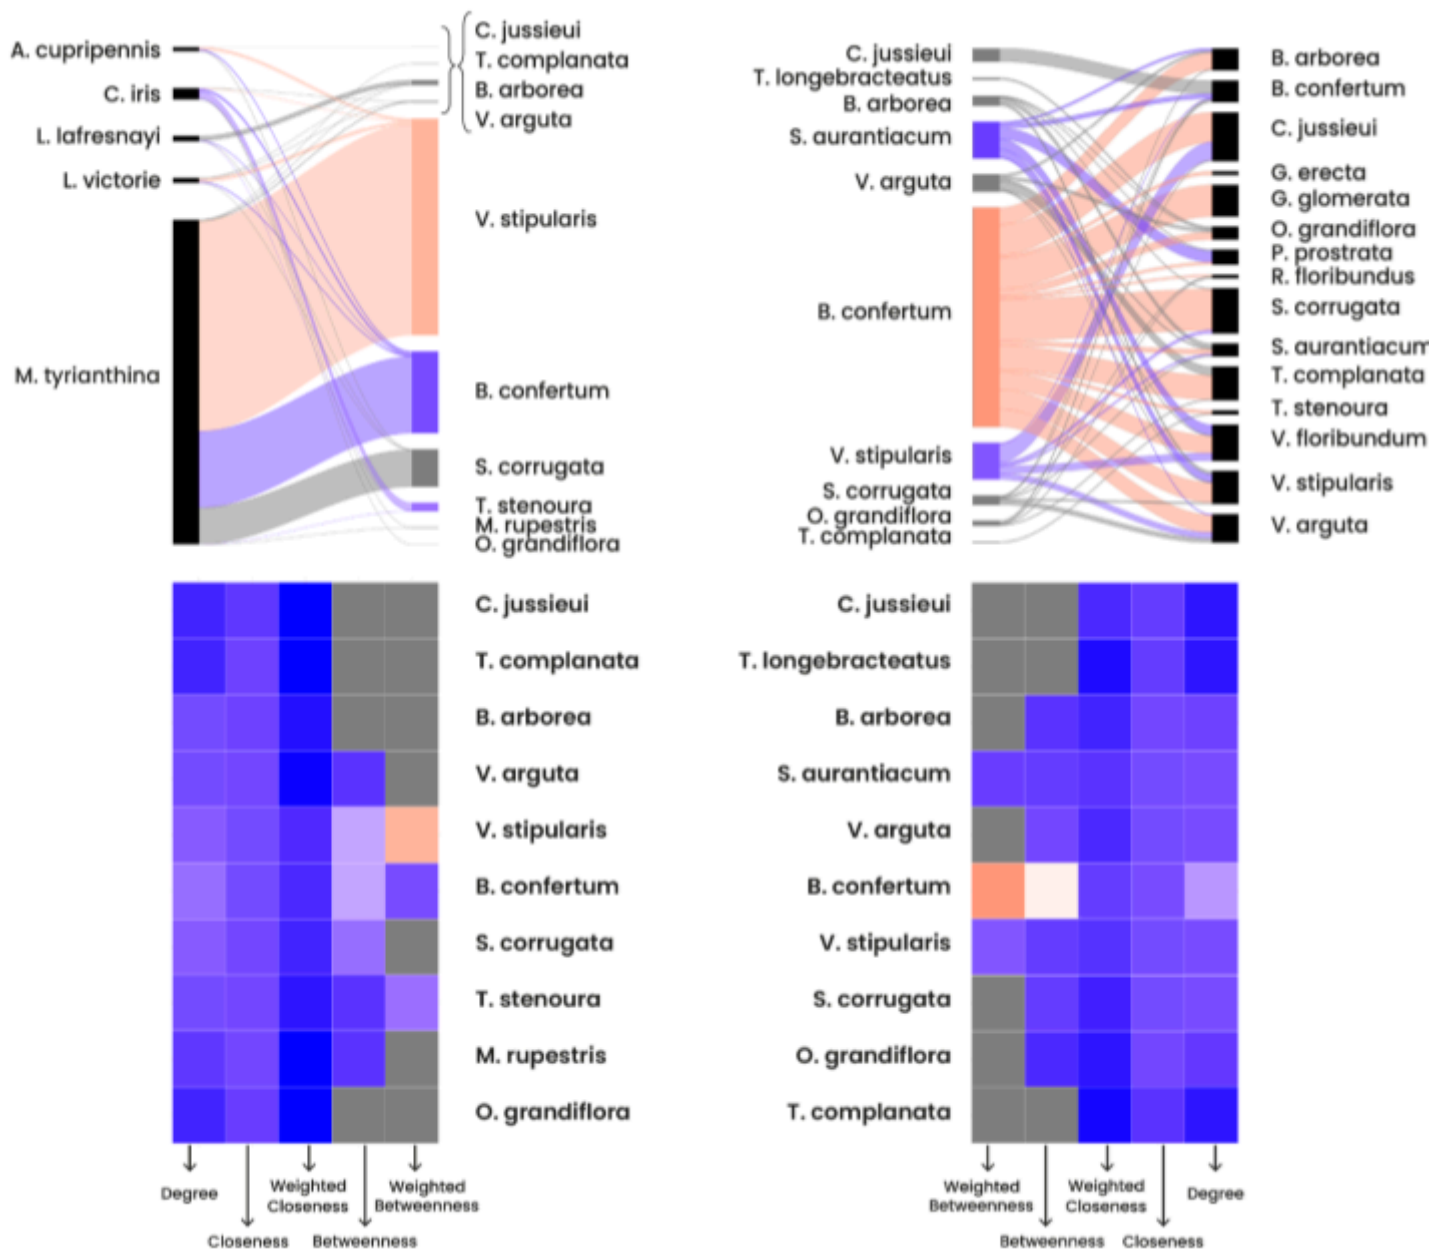 A. cupripennis
C. iris
L. lafresnayi
L. victorie
M. tyrianthina
C. jussieui
T. complanata
B. arborea
V. arguta
V. stipularis
B. confertum
S. corrugata
T. stenoura
M. rupestris
O. grandiflora
C. jussieui
T. longebracteatus
B. arborea
S. aurantiacum
V. arguta
B. confertum
V. stipularis
S. corrugata
O. grandiflora
T. complanata
B. arborea
B. confertum
C. jussieui
G. erecta
G. glomerata
O. grandiflora
P. prostrata
R. floribundus
S. corrugata
S. aurantiacum
T. complanata
T. stenoura
V. floribundum
V. stipularis
V. arguta
C. jussieui
T. complanata
B. arborea
V. arguta
V. stipularis
B. confertum
S. corrugata
T. stenoura
M. rupestris
O. grandiflora
Degree
Closeness
Weighted
Closeness
Betweenness
Weighted
Betweenness
C. jussieui
T. longebracteatus
B. arborea
S. aurantiacum
V. arguta
B. confertum
V. stipularis
S. corrugata
O. grandiflora
T. complanata
Weighted
Betweenness
Betweenness
Weighted
Closeness
Closeness
Degree